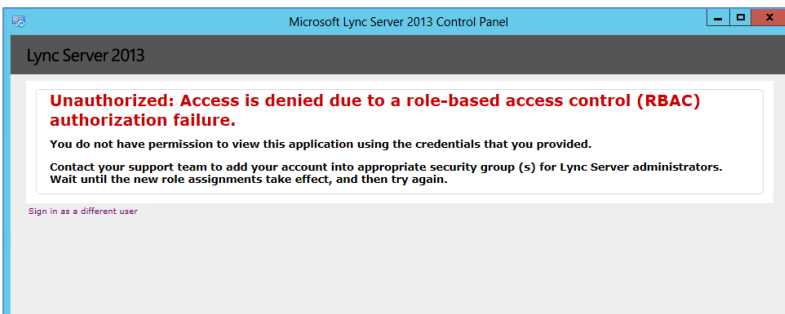 Microsoft Lync Server 2013 Control Panel
Lync Server 2013
Unauthorized: Access is denied due to a role-based access control (RBAC)
authorization failure.
You do not have permission to view this application using the credentials that you provided.
Contact your support team to add your account into appropriate security group (s) for Lync Server administrators.
Wait until the new role assignments take effect, and then try again.
Sign in as a different user